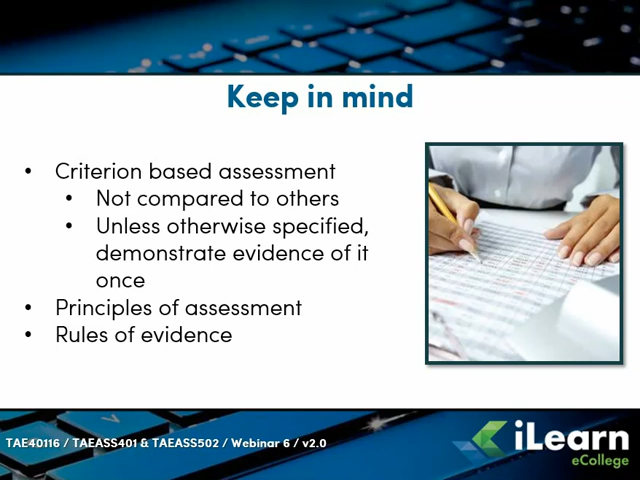 Keep in mind
• Criterion based assessment
• Not compared to others
• Unless otherwise specified,
demonstrate evidence of it
once
• Principles of assessment
• Rules of evidence
TAE40116 / TAEASS401 & TAEASS502 / Webinar 6 / v2.0
iLearn
eCollege